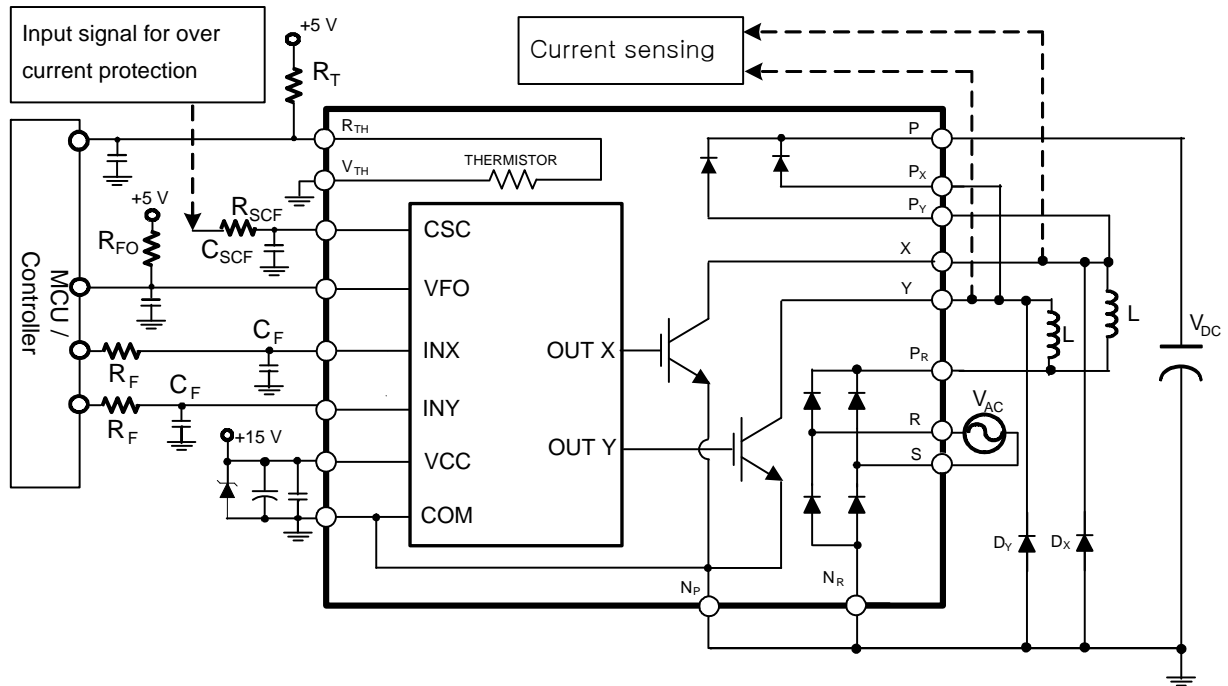 Input signal for over
current protection
+5 V
R_T
Current sensing
MCU /
Controller
R_TH
V_TH
THERMISTOR
P
P_X
P_Y
X
Y
P_R
R
S
+5 V
R_FO
R_SCF
C_SCF
CSC
VFO
INX
INY
VCC
COM
OUT X
OUT Y
R_F
C_F
R_F
C_F
+15 V
L
L
V_DC
V_AC
D_Y
D_X
N_P
N_R